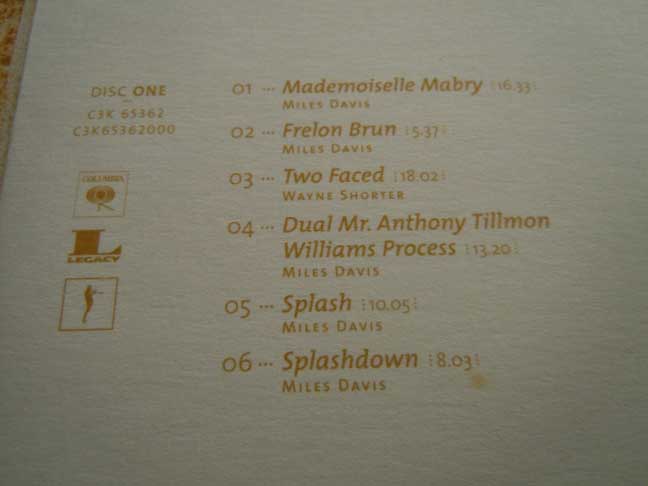 DISC ONE
C3K 65362
C3K65362000
COLUMBIA
L
LEGACY
01 ... Mademoiselle Mabry 16.33
MILES DAVIS
02 ... Frelon Brun 5.37
MILES DAVIS
03 ... Two Faced 18.02
WAYNE SHORTER
04 ... Dual Mr. Anthony Tillmon
Williams Process 13.20
MILES DAVIS
05 ... Splash 10.05
MILES DAVIS
06 ... Splashdown 8.03
MILES DAVIS